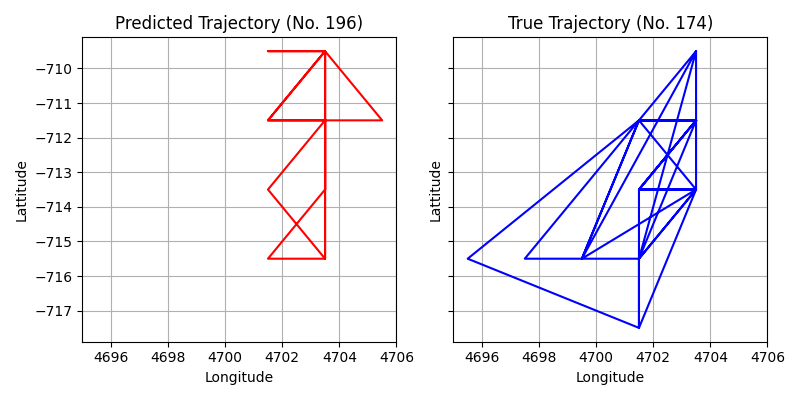 Predicted Trajectory (No. 196)
True Trajectory (No. 174)
Lattitude
−710
−711
−712
−713
−714
−715
−716
−717
4696 4698 4700 4702 4704 4706
Longitude
Lattitude
4696 4698 4700 4702 4704 4706
Longitude